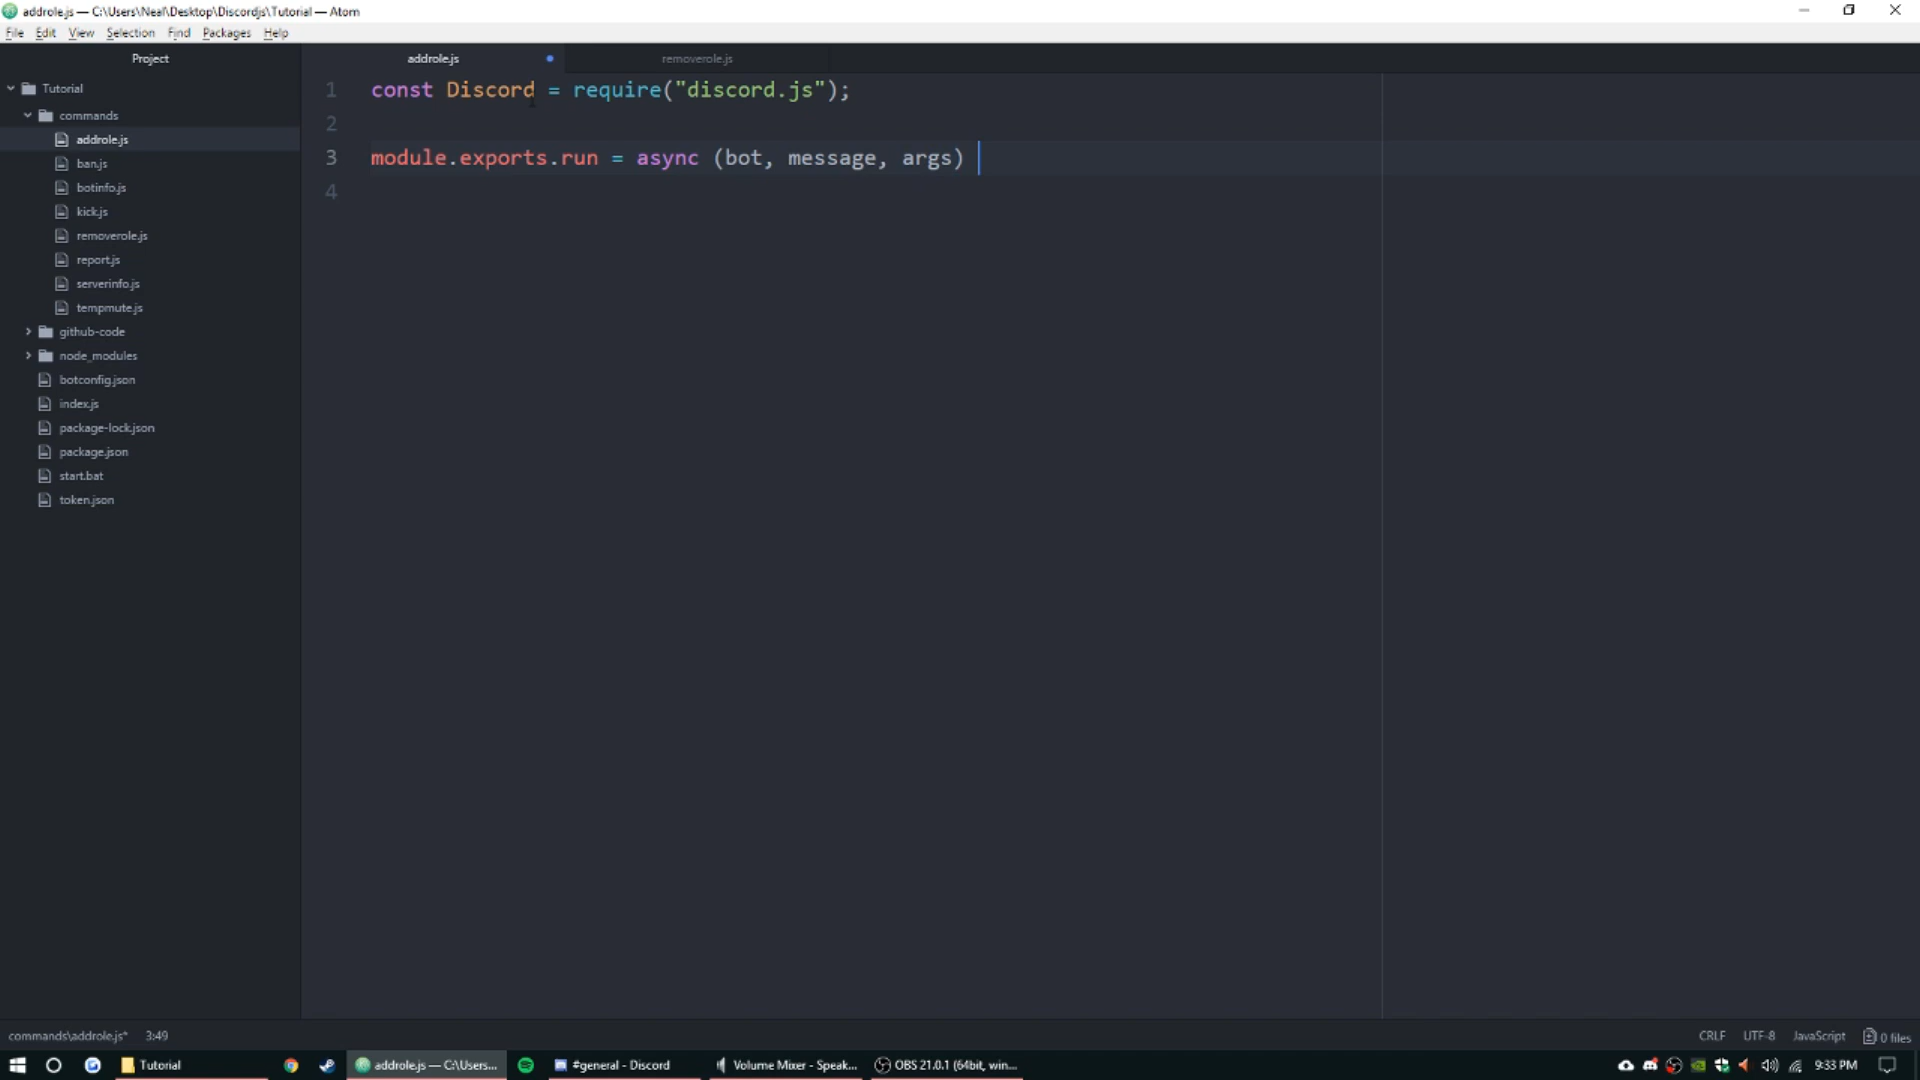 addrole.js — C:\Users\Neal\Desktop\Discordjs\Tutorial — Atom
File Edit View Selection Find Packages Help
Project
addrole.js
removerole.js
Tutorial
commands
addrole.js
ban.js
botinfo.js
kick.js
removerole.js
report.js
serverinfo.js
tempmute.js
github-code
node_modules
botconfig.json
index.js
package-lock.json
package.json
start.bat
token.json
1 const Discord = require("discord.js");
2
3 module.exports.run = async (bot, message, args)
4
commands\addrole.js* 3:49
CRLF UTF-8 JavaScript 0 files
Tutorial
addrole.js — C:\Users...
#general - Discord
Volume Mixer - Speak...
OBS 21.0.1 (64bit, win...
9:33 PM